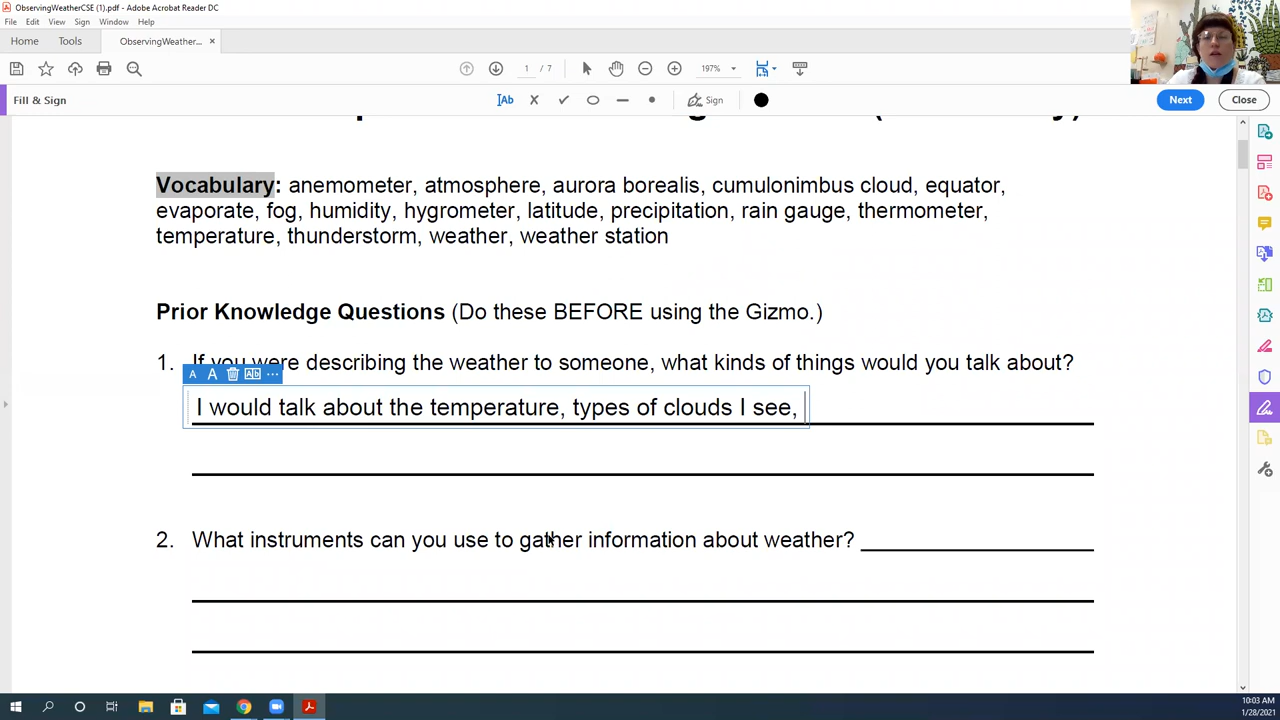 ObservingWeatherCSE (1).pdf - Adobe Acrobat Reader DC
File Edit View Sign Window Help
Home Tools ObservingWeather... ×
1 / 7 197%
Fill & Sign Ab Sign Next Close
Vocabulary: anemometer, atmosphere, aurora borealis, cumulonimbus cloud, equator,
evaporate, fog, humidity, hygrometer, latitude, precipitation, rain gauge, thermometer,
temperature, thunderstorm, weather, weather station
Prior Knowledge Questions (Do these BEFORE using the Gizmo.)
1. If you were describing the weather to someone, what kinds of things would you talk about?
A A Ab ...
I would talk about the temperature, types of clouds I see,
2. What instruments can you use to gather information about weather?
10:03 AM
1/28/2021